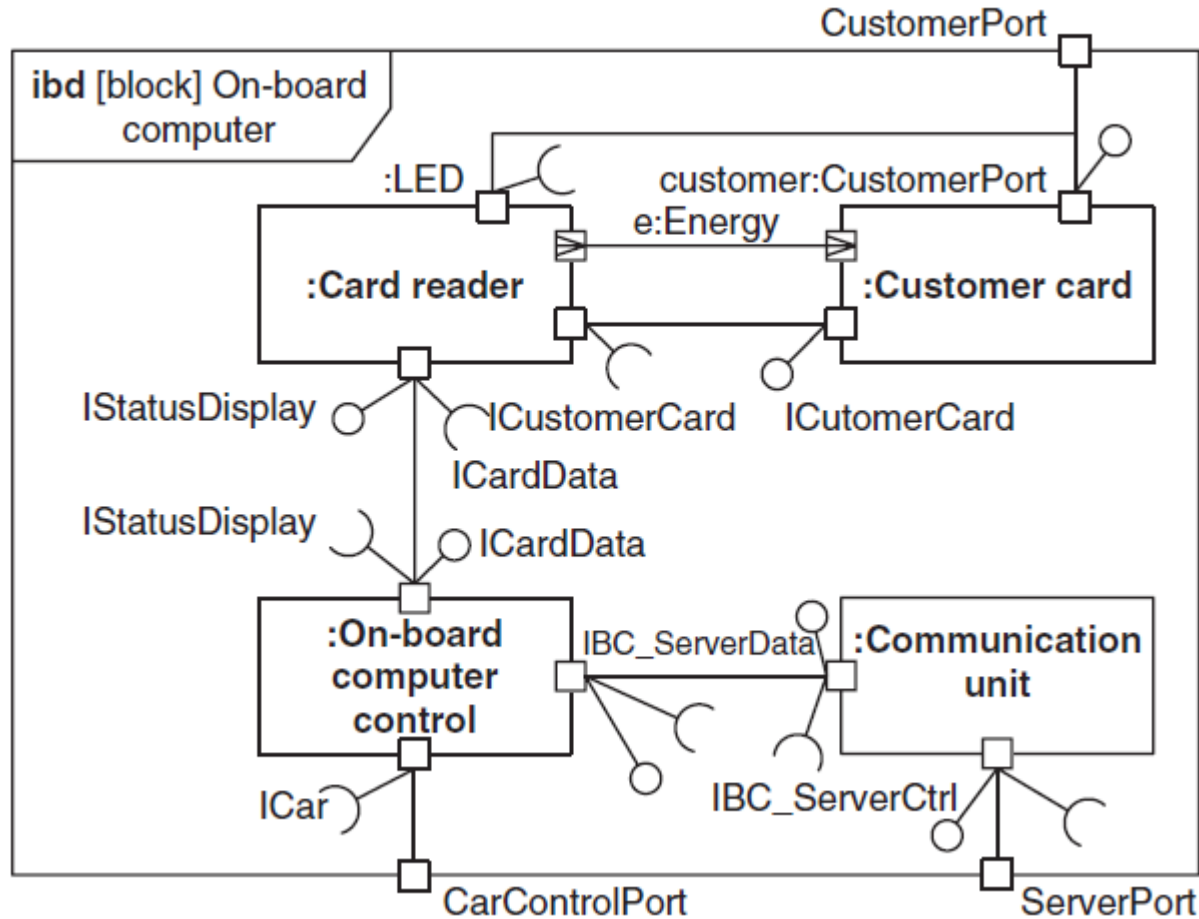 CustomerPort
ibd [block] On-board
computer
:LED
customer:CustomerPort
e:Energy
:Card reader
:Customer card
IStatusDisplay
ICustomerCard
ICutomerCard
ICardData
IStatusDisplay
ICardData
:On-board
computer
control
IBC_ServerData
:Communication
unit
ICar
IBC_ServerCtrl
CarControlPort
ServerPort